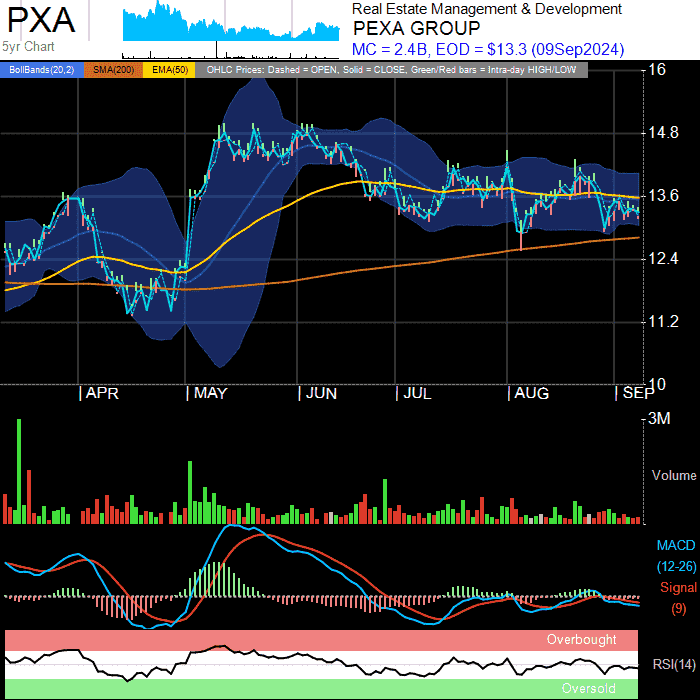 PXA
5yr Chart
Real Estate Management & Development
PEXA GROUP
MC = 2.4B, EOD = $13.3 (09Sep2024)
BollBands(20,2) SMA(200) EMA(50) OHLC Prices: Dashed = OPEN, Solid = CLOSE, Green/Red bars = Intra-day HIGH/LOW
16
14.8
13.6
12.4
11.2
10
APR MAY JUN JUL AUG SEP
3M
Volume
MACD
(12-26)
Signal
(9)
Overbought
RSI(14)
Oversold